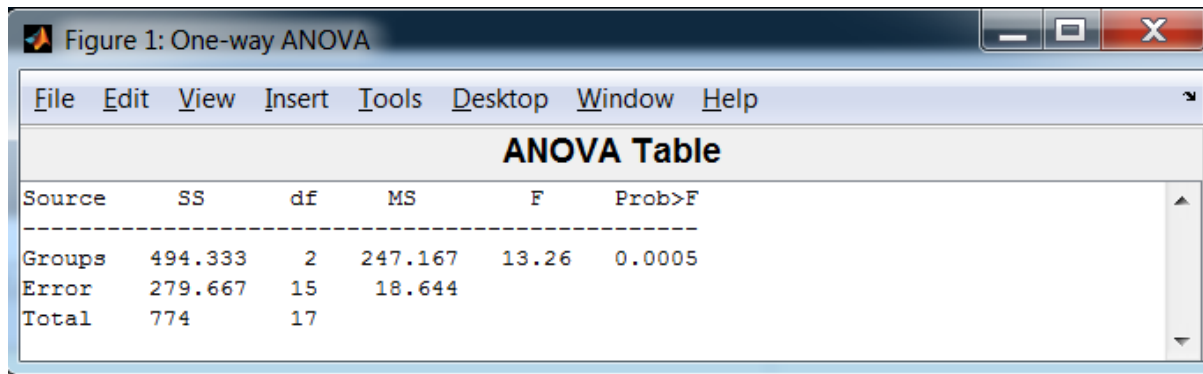 Figure 1: One-way ANOVA
File Edit View Insert Tools Desktop Window Help
ANOVA Table
Source SS df MS F Prob>F
---------------------------------------------------
Groups 494.333 2 247.167 13.26 0.0005
Error 279.667 15 18.644
Total 774 17